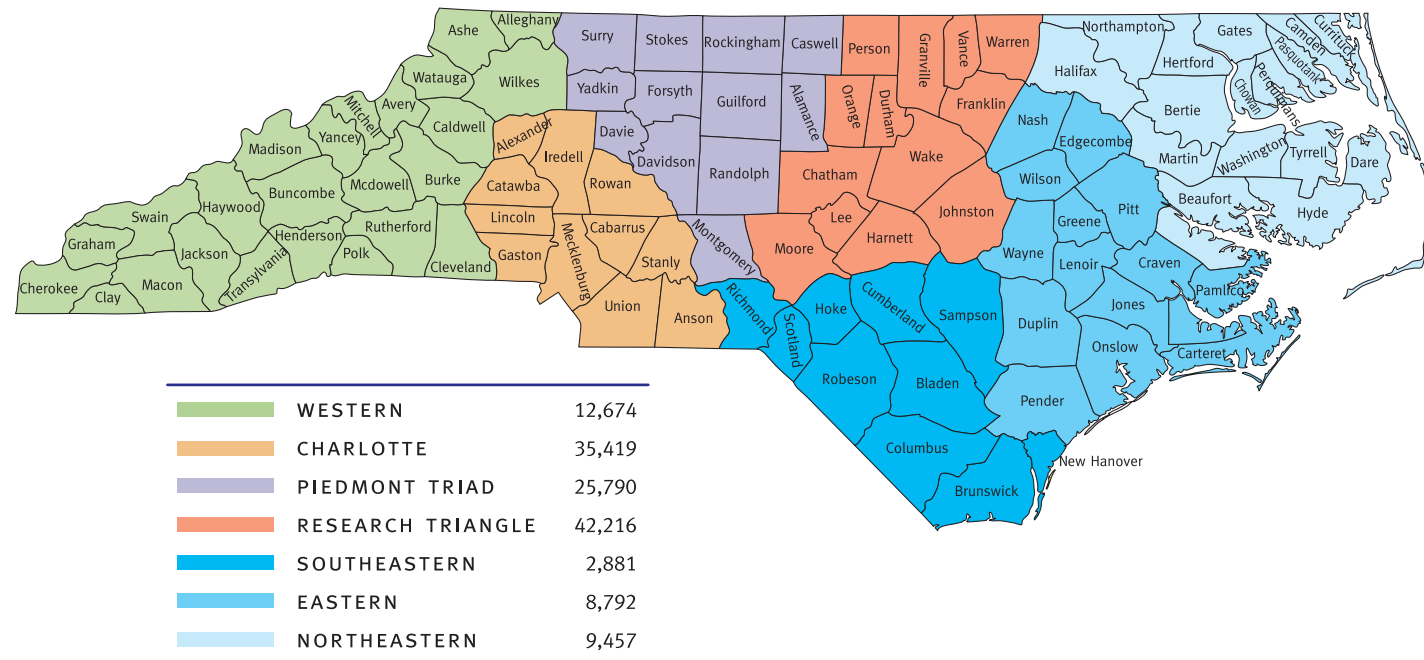 Ashe
Alleghany
Surry
Stokes
Rockingham
Caswell
Person
Granville
Vance
Warren
Northampton
Gates
Camden
Currituck
Pasquotank
Perquimans
Chowan
Hertford
Halifax
Bertie
Watauga
Wilkes
Yadkin
Forsyth
Guilford
Alamance
Orange
Durham
Franklin
Nash
Edgecombe
Martin
Washington
Tyrrell
Dare
Mitchell
Avery
Yancey
Caldwell
Alexander
Iredell
Davie
Davidson
Randolph
Chatham
Wake
Wilson
Pitt
Beaufort
Hyde
Madison
Buncombe
Mcdowell
Burke
Catawba
Rowan
Lee
Johnston
Greene
Wayne
Lenoir
Craven
Pamlico
Swain
Haywood
Lincoln
Cabarrus
Montgomery
Moore
Harnett
Graham
Jackson
Henderson
Rutherford
Polk
Cleveland
Gaston
Mecklenburg
Stanly
Cherokee
Clay
Macon
Transylvania
Union
Anson
Richmond
Scotland
Hoke
Cumberland
Sampson
Duplin
Jones
Onslow
Carteret
Robeson
Bladen
Pender
Columbus
Brunswick
New Hanover
WESTERN 12,674
CHARLOTTE 35,419
PIEDMONT TRIAD 25,790
RESEARCH TRIANGLE 42,216
SOUTHEASTERN 2,881
EASTERN 8,792
NORTHEASTERN 9,457